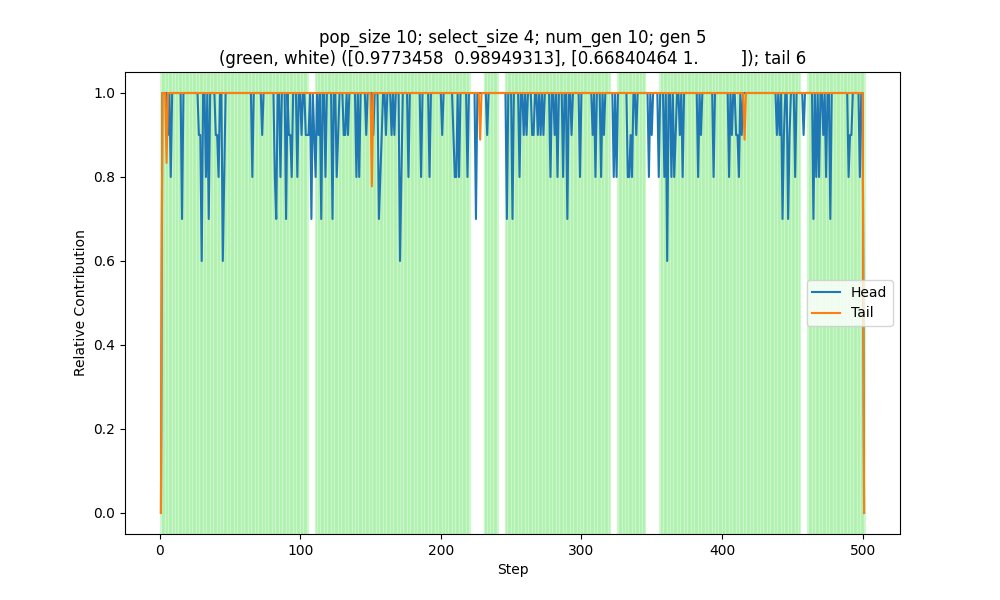 pop_size 10; select_size 4; num_gen 10; gen 5
(green, white) ([0.9773458  0.98949313], [0.66840464 1.        ]); tail 6
1.0
0.8
0.6
0.4
0.2
0.0
Relative Contribution
Head
Tail
0 100 200 300 400 500
Step